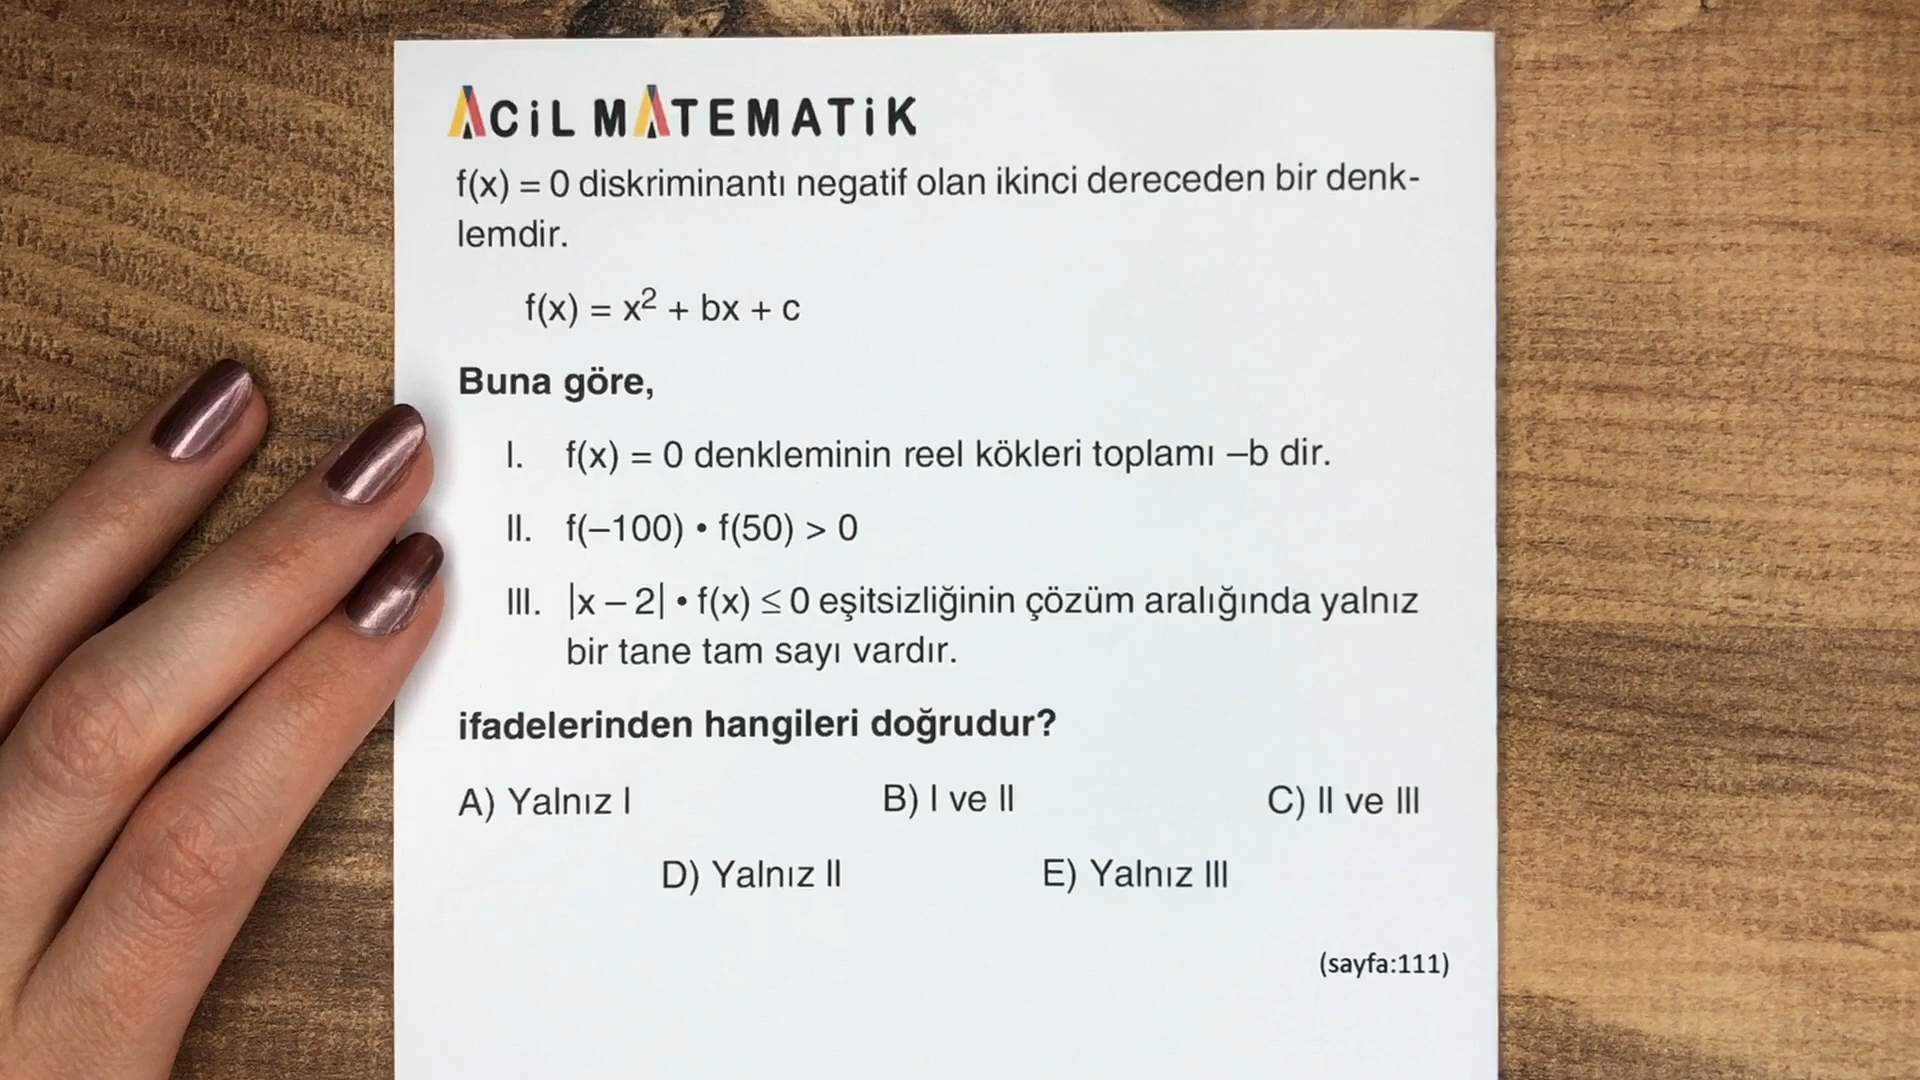 ACiL MATEMATiK
f(x) = 0 diskriminantı negatif olan ikinci dereceden bir denk-
lemdir.
f(x) = x² + bx + c
Buna göre,
I. f(x) = 0 denkleminin reel kökleri toplamı –b dir.
II. f(–100) • f(50) > 0
III. |x – 2| • f(x) ≤ 0 eşitsizliğinin çözüm aralığında yalnız
bir tane tam sayı vardır.
ifadelerinden hangileri doğrudur?
A) Yalnız I B) I ve II C) II ve III
D) Yalnız II E) Yalnız III
(sayfa:111)